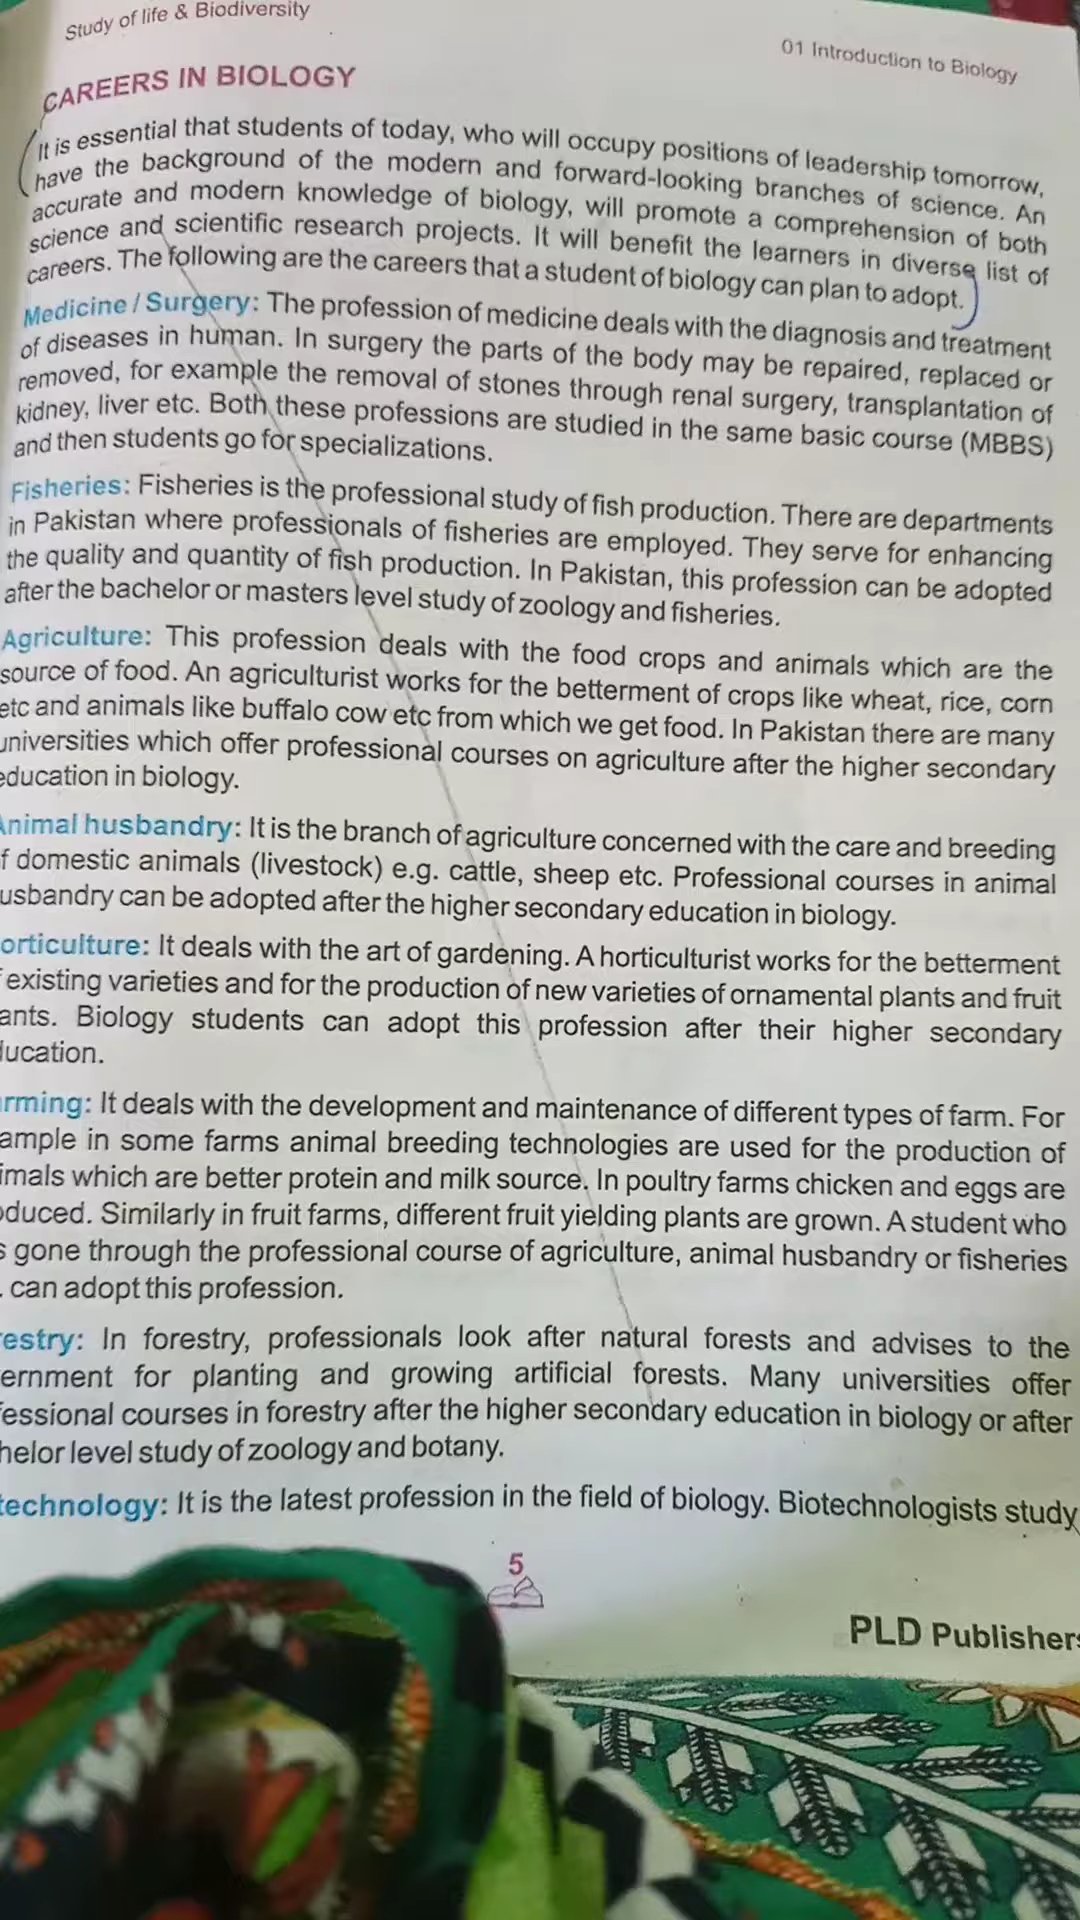 Study of life & Biodiversity
01 Introduction to Biology
CAREERS IN BIOLOGY
It is essential that students of today, who will occupy positions of leadership tomorrow,
have the background of the modern and forward-looking branches of science. An
accurate and modern knowledge of biology, will promote a comprehension of both
science and scientific research projects. It will benefit the learners in diverse list of
careers. The following are the careers that a student of biology can plan to adopt.
Medicine / Surgery: The profession of medicine deals with the diagnosis and treatment
of diseases in human. In surgery the parts of the body may be repaired, replaced or
removed, for example the removal of stones through renal surgery, transplantation of
kidney, liver etc. Both these professions are studied in the same basic course (MBBS)
and then students go for specializations.
Fisheries: Fisheries is the professional study of fish production. There are departments
in Pakistan where professionals of fisheries are employed. They serve for enhancing
the quality and quantity of fish production. In Pakistan, this profession can be adopted
after the bachelor or masters level study of zoology and fisheries.
Agriculture: This profession deals with the food crops and animals which are the
source of food. An agriculturist works for the betterment of crops like wheat, rice, corn
etc and animals like buffalo cow etc from which we get food. In Pakistan there are many
universities which offer professional courses on agriculture after the higher secondary
education in biology.
Animal husbandry: It is the branch of agriculture concerned with the care and breeding
f domestic animals (livestock) e.g. cattle, sheep etc. Professional courses in animal
usbandry can be adopted after the higher secondary education in biology.
orticulture: It deals with the art of gardening. A horticulturist works for the betterment
existing varieties and for the production of new varieties of ornamental plants and fruit
ants. Biology students can adopt this profession after their higher secondary
ucation.
rming: It deals with the development and maintenance of different types of farm. For
ample in some farms animal breeding technologies are used for the production of
imals which are better protein and milk source. In poultry farms chicken and eggs are
duced. Similarly in fruit farms, different fruit yielding plants are grown. A student who
s gone through the professional course of agriculture, animal husbandry or fisheries
. can adopt this profession.
estry: In forestry, professionals look after natural forests and advises to the
ernment for planting and growing artificial forests. Many universities offer
essional courses in forestry after the higher secondary education in biology or after
helor level study of zoology and botany.
technology: It is the latest profession in the field of biology. Biotechnologists study
5
PLD Publishers